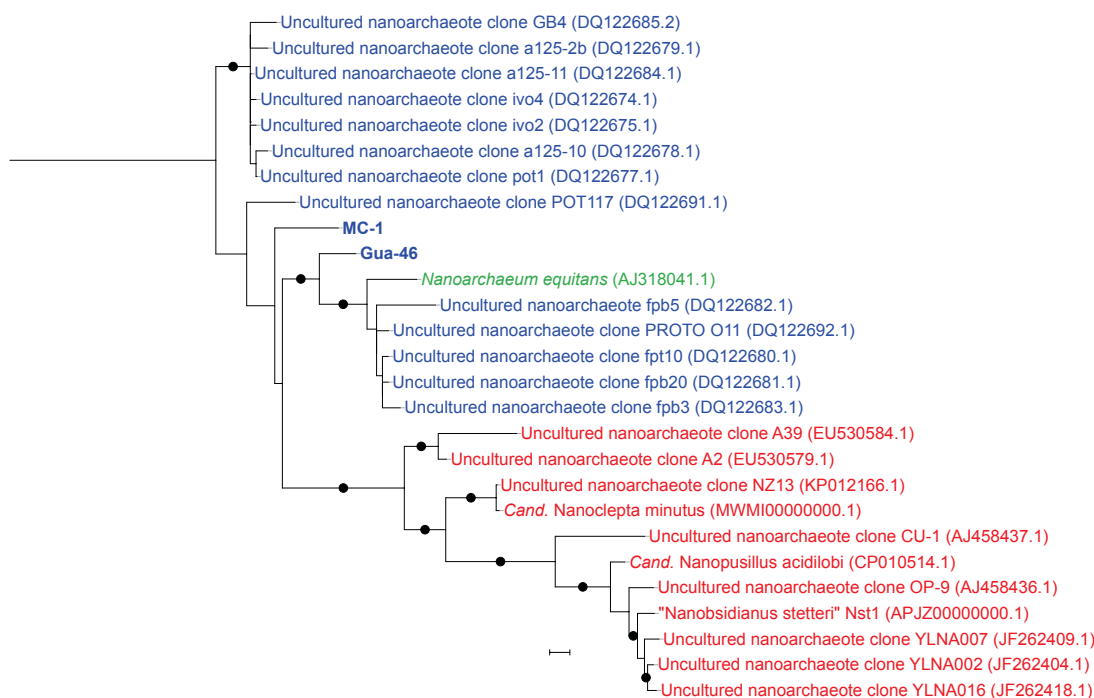 Uncultured nanoarchaeote clone GB4 (DQ122685.2)
Uncultured nanoarchaeote clone a125-2b (DQ122679.1)
Uncultured nanoarchaeote clone a125-11 (DQ122684.1)
Uncultured nanoarchaeote clone ivo4 (DQ122674.1)
Uncultured nanoarchaeote clone ivo2 (DQ122675.1)
Uncultured nanoarchaeote clone a125-10 (DQ122678.1)
Uncultured nanoarchaeote clone pot1 (DQ122677.1)
Uncultured nanoarchaeote clone POT117 (DQ122691.1)
MC-1
Gua-46
Nanoarchaeum equitans (AJ318041.1)
Uncultured nanoarchaeote fpb5 (DQ122682.1)
Uncultured nanoarchaeote clone PROTO O11 (DQ122692.1)
Uncultured nanoarchaeote clone fpt10 (DQ122680.1)
Uncultured nanoarchaeote clone fpb20 (DQ122681.1)
Uncultured nanoarchaeote clone fpb3 (DQ122683.1)
Uncultured nanoarchaeote clone A39 (EU530584.1)
Uncultured nanoarchaeote clone A2 (EU530579.1)
Uncultured nanoarchaeote clone NZ13 (KP012166.1)
Cand. Nanoclepta minutus (MWMI00000000.1)
Uncultured nanoarchaeote clone CU-1 (AJ458437.1)
Cand. Nanopusillus acidilobi (CP010514.1)
Uncultured nanoarchaeote clone OP-9 (AJ458436.1)
"Nanobsidianus stetteri" Nst1 (APJZ00000000.1)
Uncultured nanoarchaeote clone YLNA007 (JF262409.1)
Uncultured nanoarchaeote clone YLNA002 (JF262404.1)
Uncultured nanoarchaeote clone YLNA016 (JF262418.1)